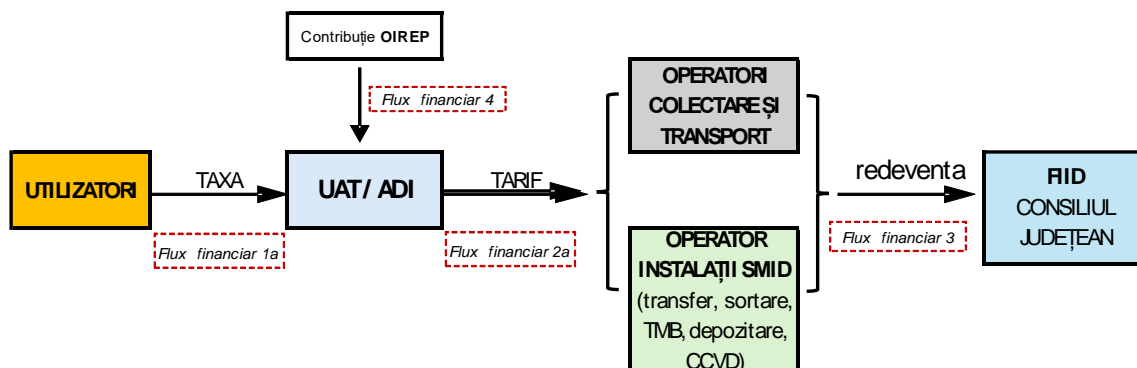 Contribuție OIREP
Flux financiar 4
UTILIZATORI
TAXA
Flux financiar 1a
UAT / ADI
TARIF
Flux financiar 2a
OPERATORI
COLECTARE ȘI
TRANSPORT
OPERATOR
INSTALAȚII SMID
(transfer, sortare,
TMB, depozitare,
CCVD)
redeventa
Flux financiar 3
FIID
CONSILIUL
JUDEȚEAN